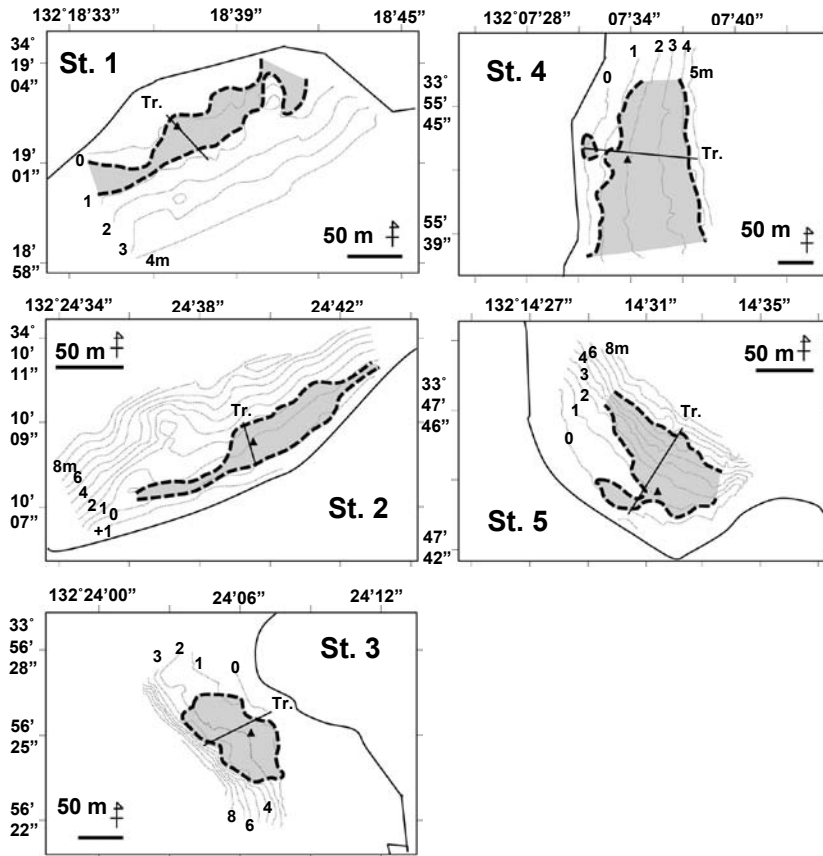 132° 18’33” 18’39” 18’45”
34°
19’
04”
St. 1
Tr.
19’
01”
0
1
2
3
4m
50 m
18’
58”
132° 07’28” 07’34” 07’40”
St. 4
0 1 2 3 4
5m
33°
55’
45”
Tr.
55’
39”
50 m
132° 24’34” 24’38” 24’42”
34°
10’
11”
50 m
Tr.
10’
09”
8m
6
4
2
1
0
+1
10’
07”
St. 2
132° 14’27” 14’31” 14’35”
4 6 8m
3
2
1
0
50 m
33°
47’
46”
Tr.
St. 5
47’
42”
132° 24’00” 24’06” 24’12”
33°
56’
28”
3 2 1 0
St. 3
Tr.
56’
25”
50 m
8 6 4
56’
22”